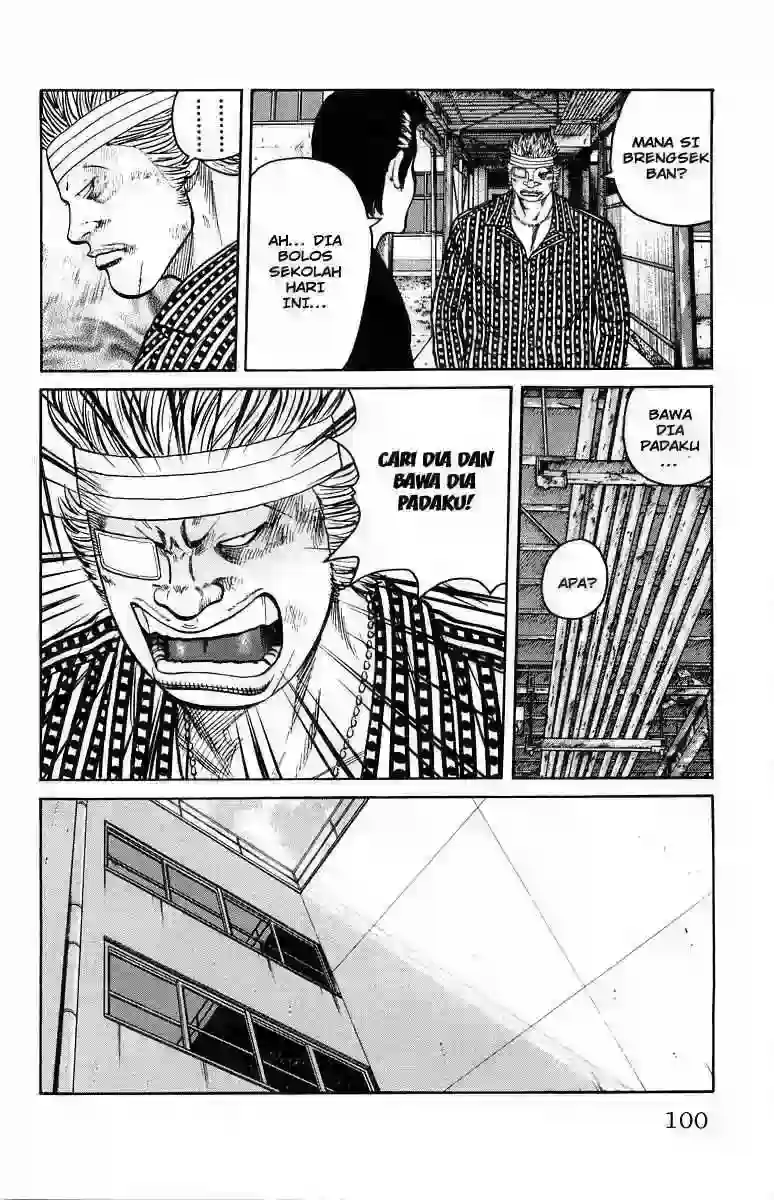 MANA SI
BRENGSEK
BAN?
AH... DIA
BOLOS
SEKOLAH
HARI
INI...
BAWA
DIA
PADAKU
...
APA?
CARI DIA DAN
BAWA DIA
PADAKU!
100